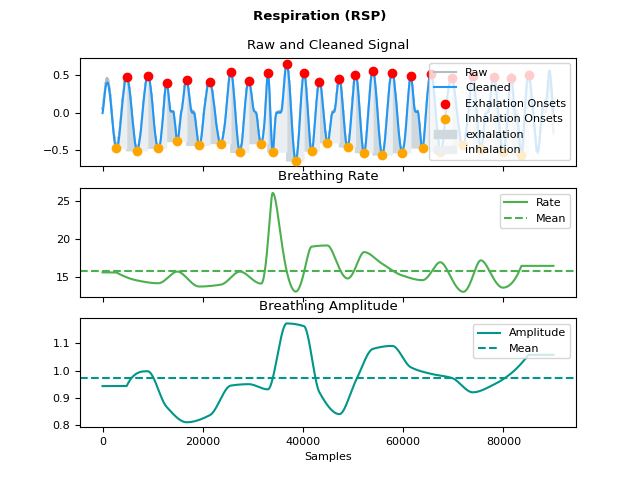 Respiration (RSP)
Raw and Cleaned Signal
0.5
0.0
−0.5
Raw
Cleaned
Exhalation Onsets
Inhalation Onsets
exhalation
inhalation
Breathing Rate
25
20
15
Rate
Mean
Breathing Amplitude
1.1
1.0
0.9
0.8
Amplitude
Mean
0 20000 40000 60000 80000
Samples